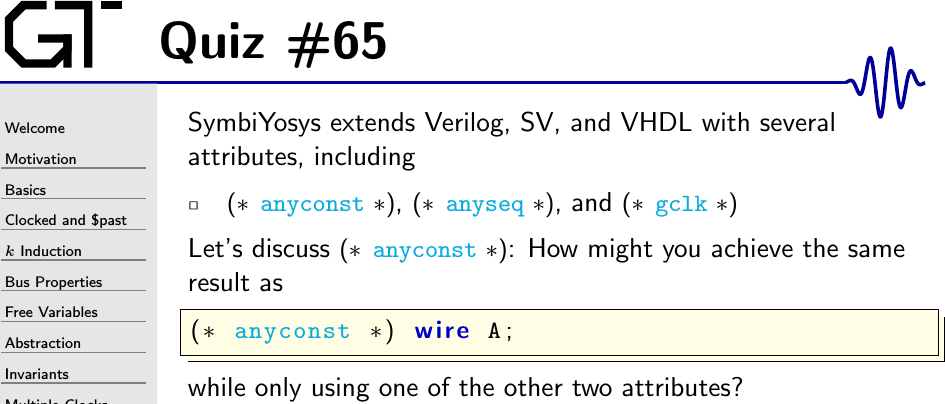 GT
Quiz #65
Welcome
Motivation
Basics
Clocked and $past
k Induction
Bus Properties
Free Variables
Abstraction
Invariants
Multiple Clocks
SymbiYosys extends Verilog, SV, and VHDL with several
attributes, including
(* anyconst *), (* anyseq *), and (* gclk *)
Let's discuss (* anyconst *): How might you achieve the same
result as
(* anyconst *) wire A;
while only using one of the other two attributes?